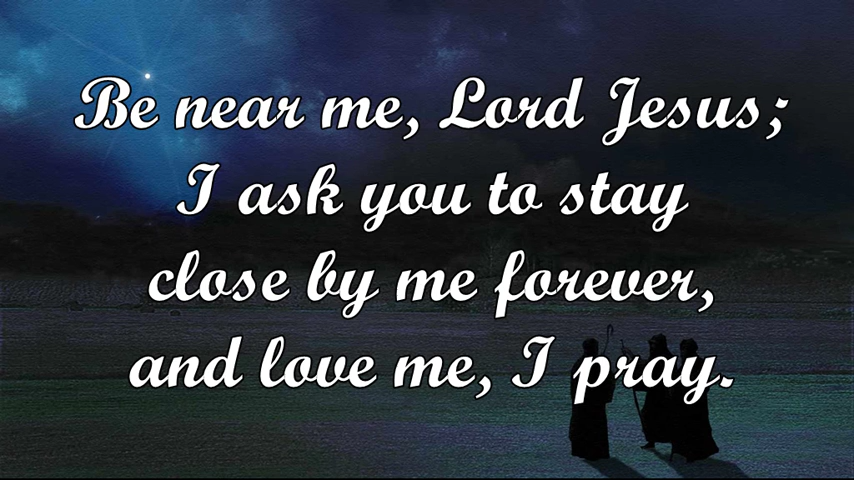 Be near me, Lord Jesus;
I ask you to stay
close by me forever,
and love me, I pray.